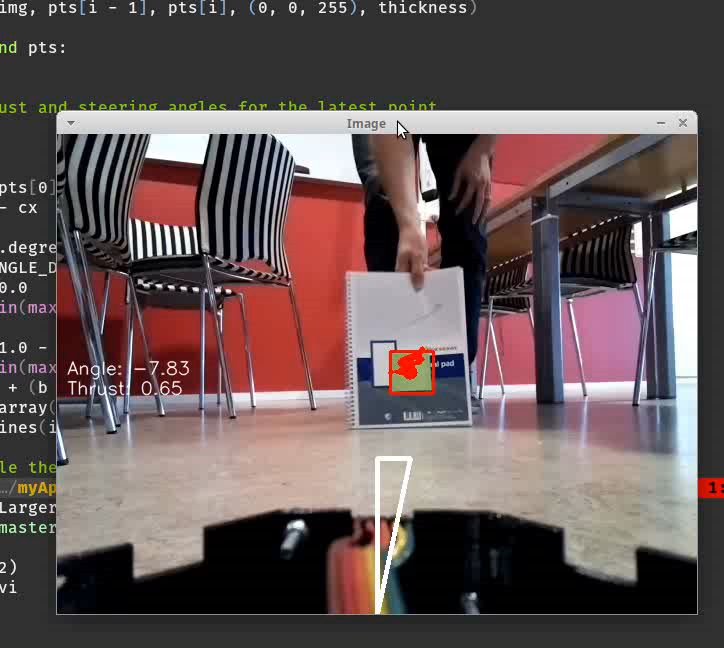 img, pts[i - 1], pts[i], (0, 0, 255), thickness)
nd pts:
ust and steering angles for the latest point
Image
pts[0]
- cx
.degre
NGLE_D
0.0
in(max
1.0 -
in(max
Angle: -7.83
+ (b
Thrust: 0.65
al pad
array(
ines(i
le the
…/myAp
1:
Larger
master
2)
vi